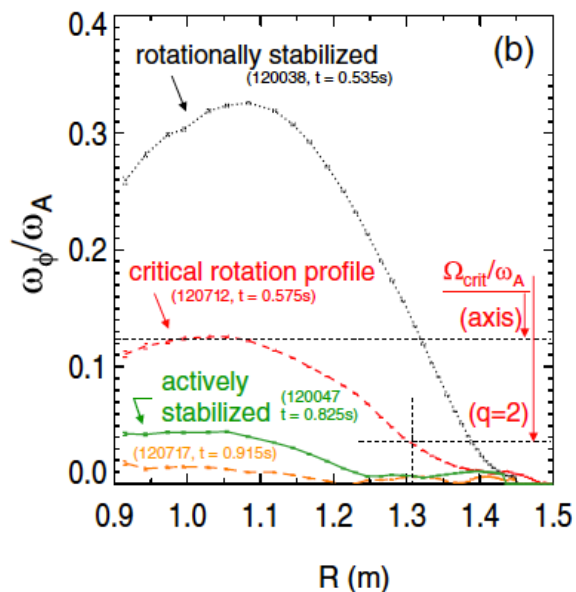 (b)
0.4
0.3
0.2
0.1
0.0
ωϕ/ωA
rotationally stabilized
(120038, t = 0.535s)
critical rotation profile
(120712, t = 0.575s)
Ωcrit/ωA
(axis)
actively
stabilized
(120047
t = 0.825s)
(q=2)
(120717, t = 0.915s)
0.9 1.0 1.1 1.2 1.3 1.4 1.5
R (m)